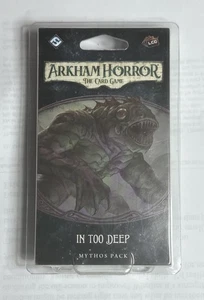 ARKHAM HORROR
THE CARD GAME
IN TOO DEEP
MYTHOS PACK